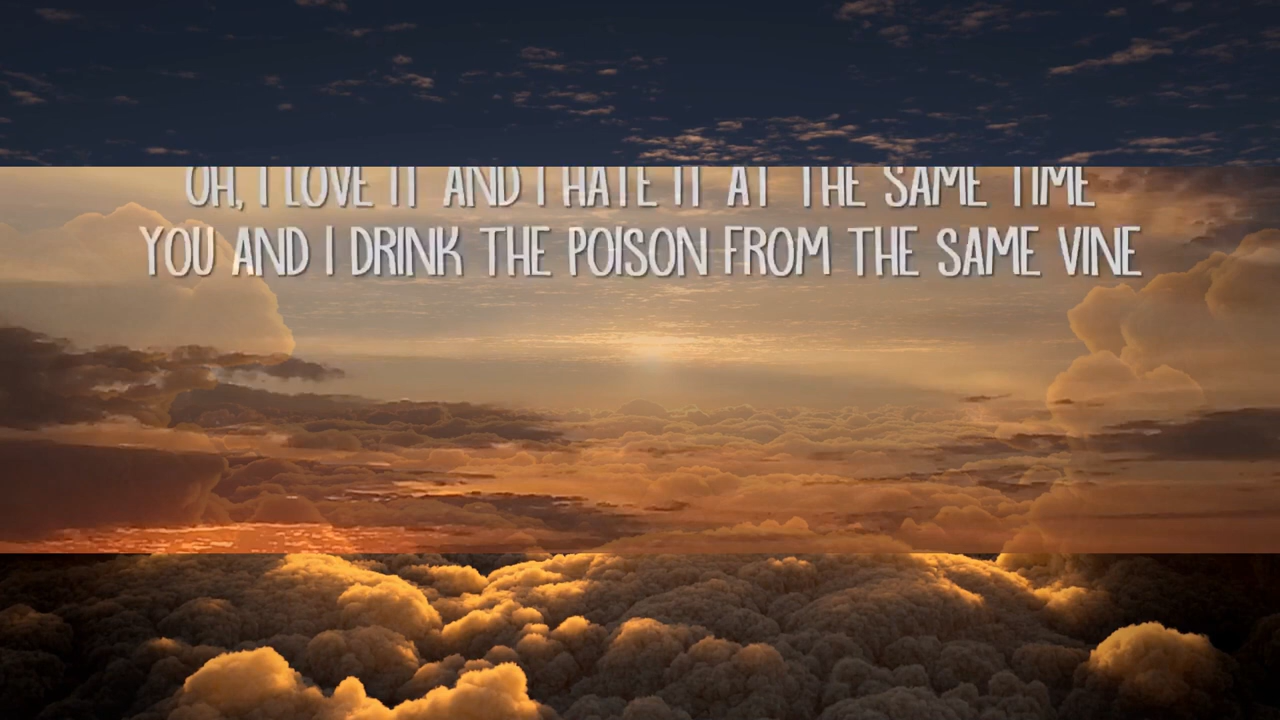 OH, I LOVE IT AND I HATE IT AT THE SAME TIME
YOU AND I DRINK THE POISON FROM THE SAME VINE